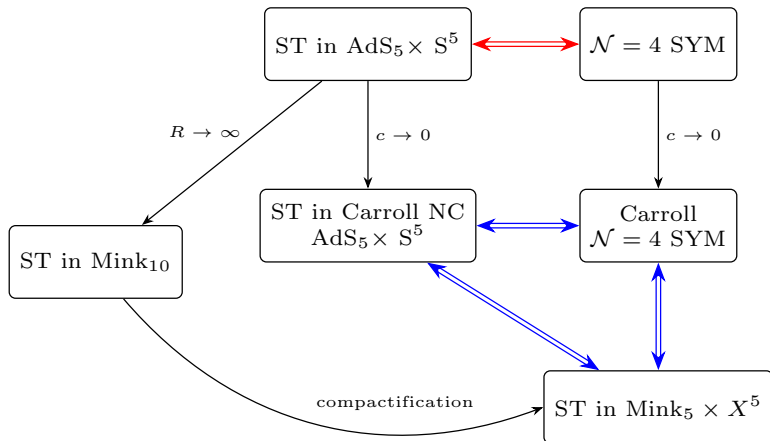 ST in AdS₅× S⁵
𝒩 = 4 SYM
R → ∞
c → 0
c → 0
ST in Carroll NC
AdS₅× S⁵
Carroll
𝒩 = 4 SYM
ST in Mink₁₀
compactification
ST in Mink₅ × X⁵